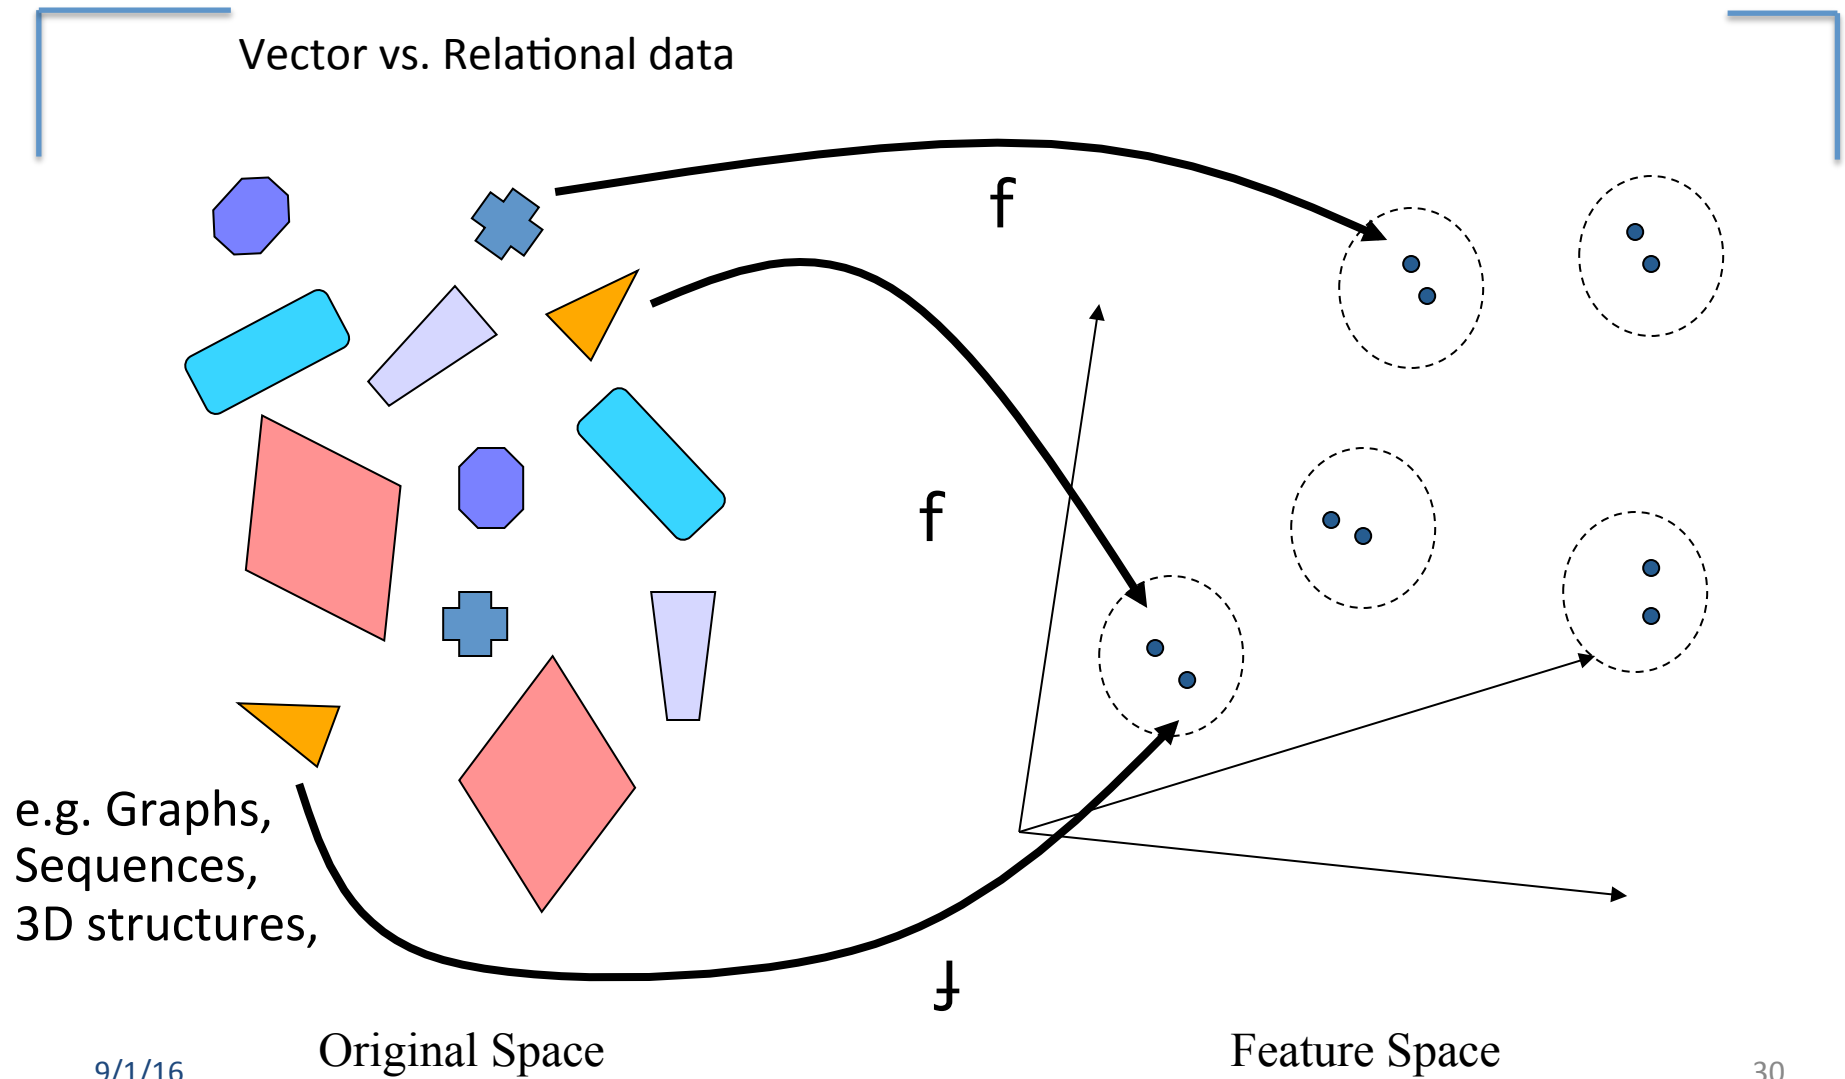 Vector vs. Relational data
f
f
e.g. Graphs,
Sequences,
3D structures,
f
Original Space
Feature Space
9/1/16
30